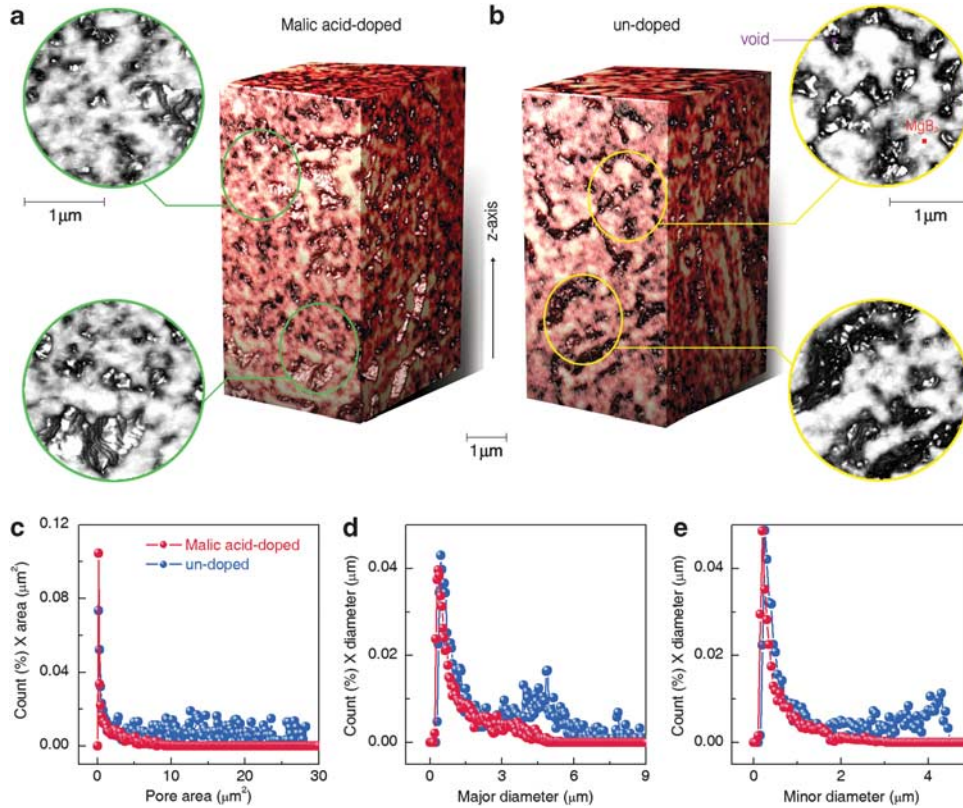 a Malic acid-doped
b un-doped
void
MgB₂
1μm
1μm
z-axis
1μm
c
Count (%) X area (μm²)
0.12
0.08
0.04
0.00
Malic acid-doped
un-doped
0 10 20 30
Pore area (μm²)
d
Count (%) X diameter (μm)
0.04
0.02
0.00
0 3 6 9
Major diameter (μm)
e
Count (%) X diameter (μm)
0.04
0.02
0.00
0 2 4
Minor diameter (μm)